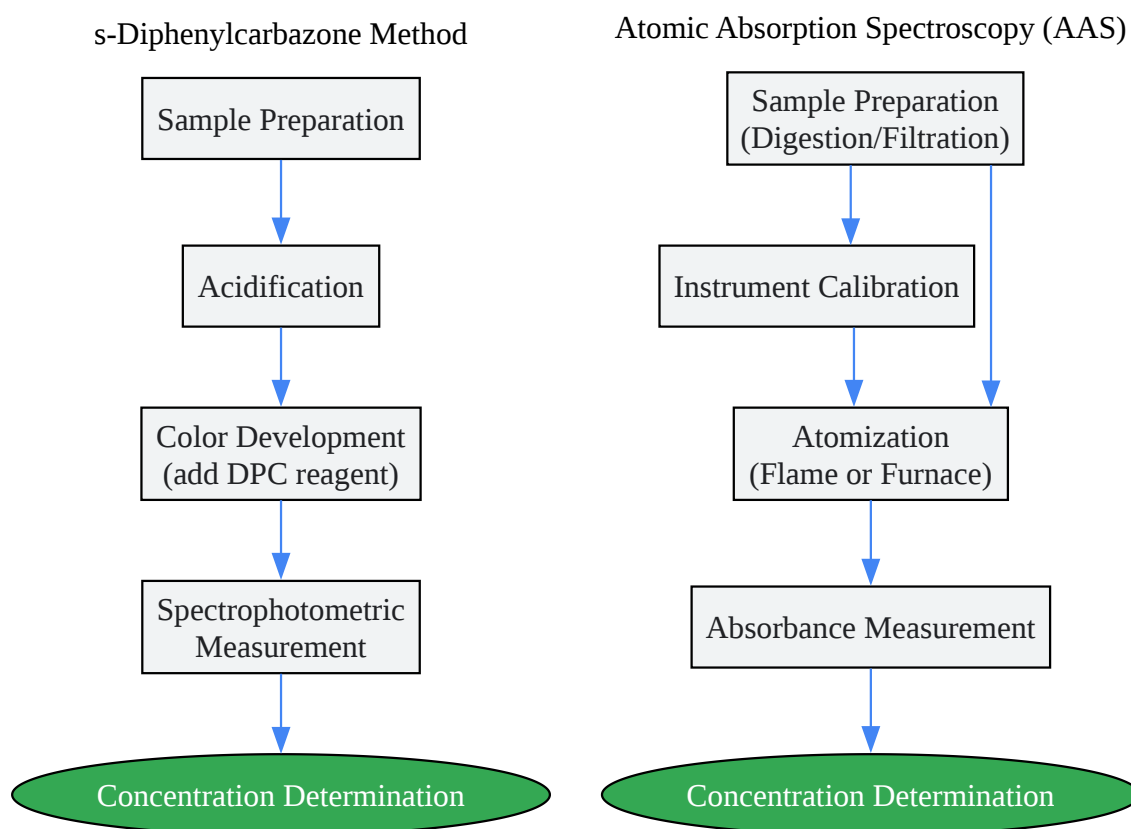 s-Diphenylcarbazone Method
Sample Preparation
Acidification
Color Development
(add DPC reagent)
Spectrophotometric
Measurement
Concentration Determination
Atomic Absorption Spectroscopy (AAS)
Sample Preparation
(Digestion/Filtration)
Instrument Calibration
Atomization
(Flame or Furnace)
Absorbance Measurement
Concentration Determination